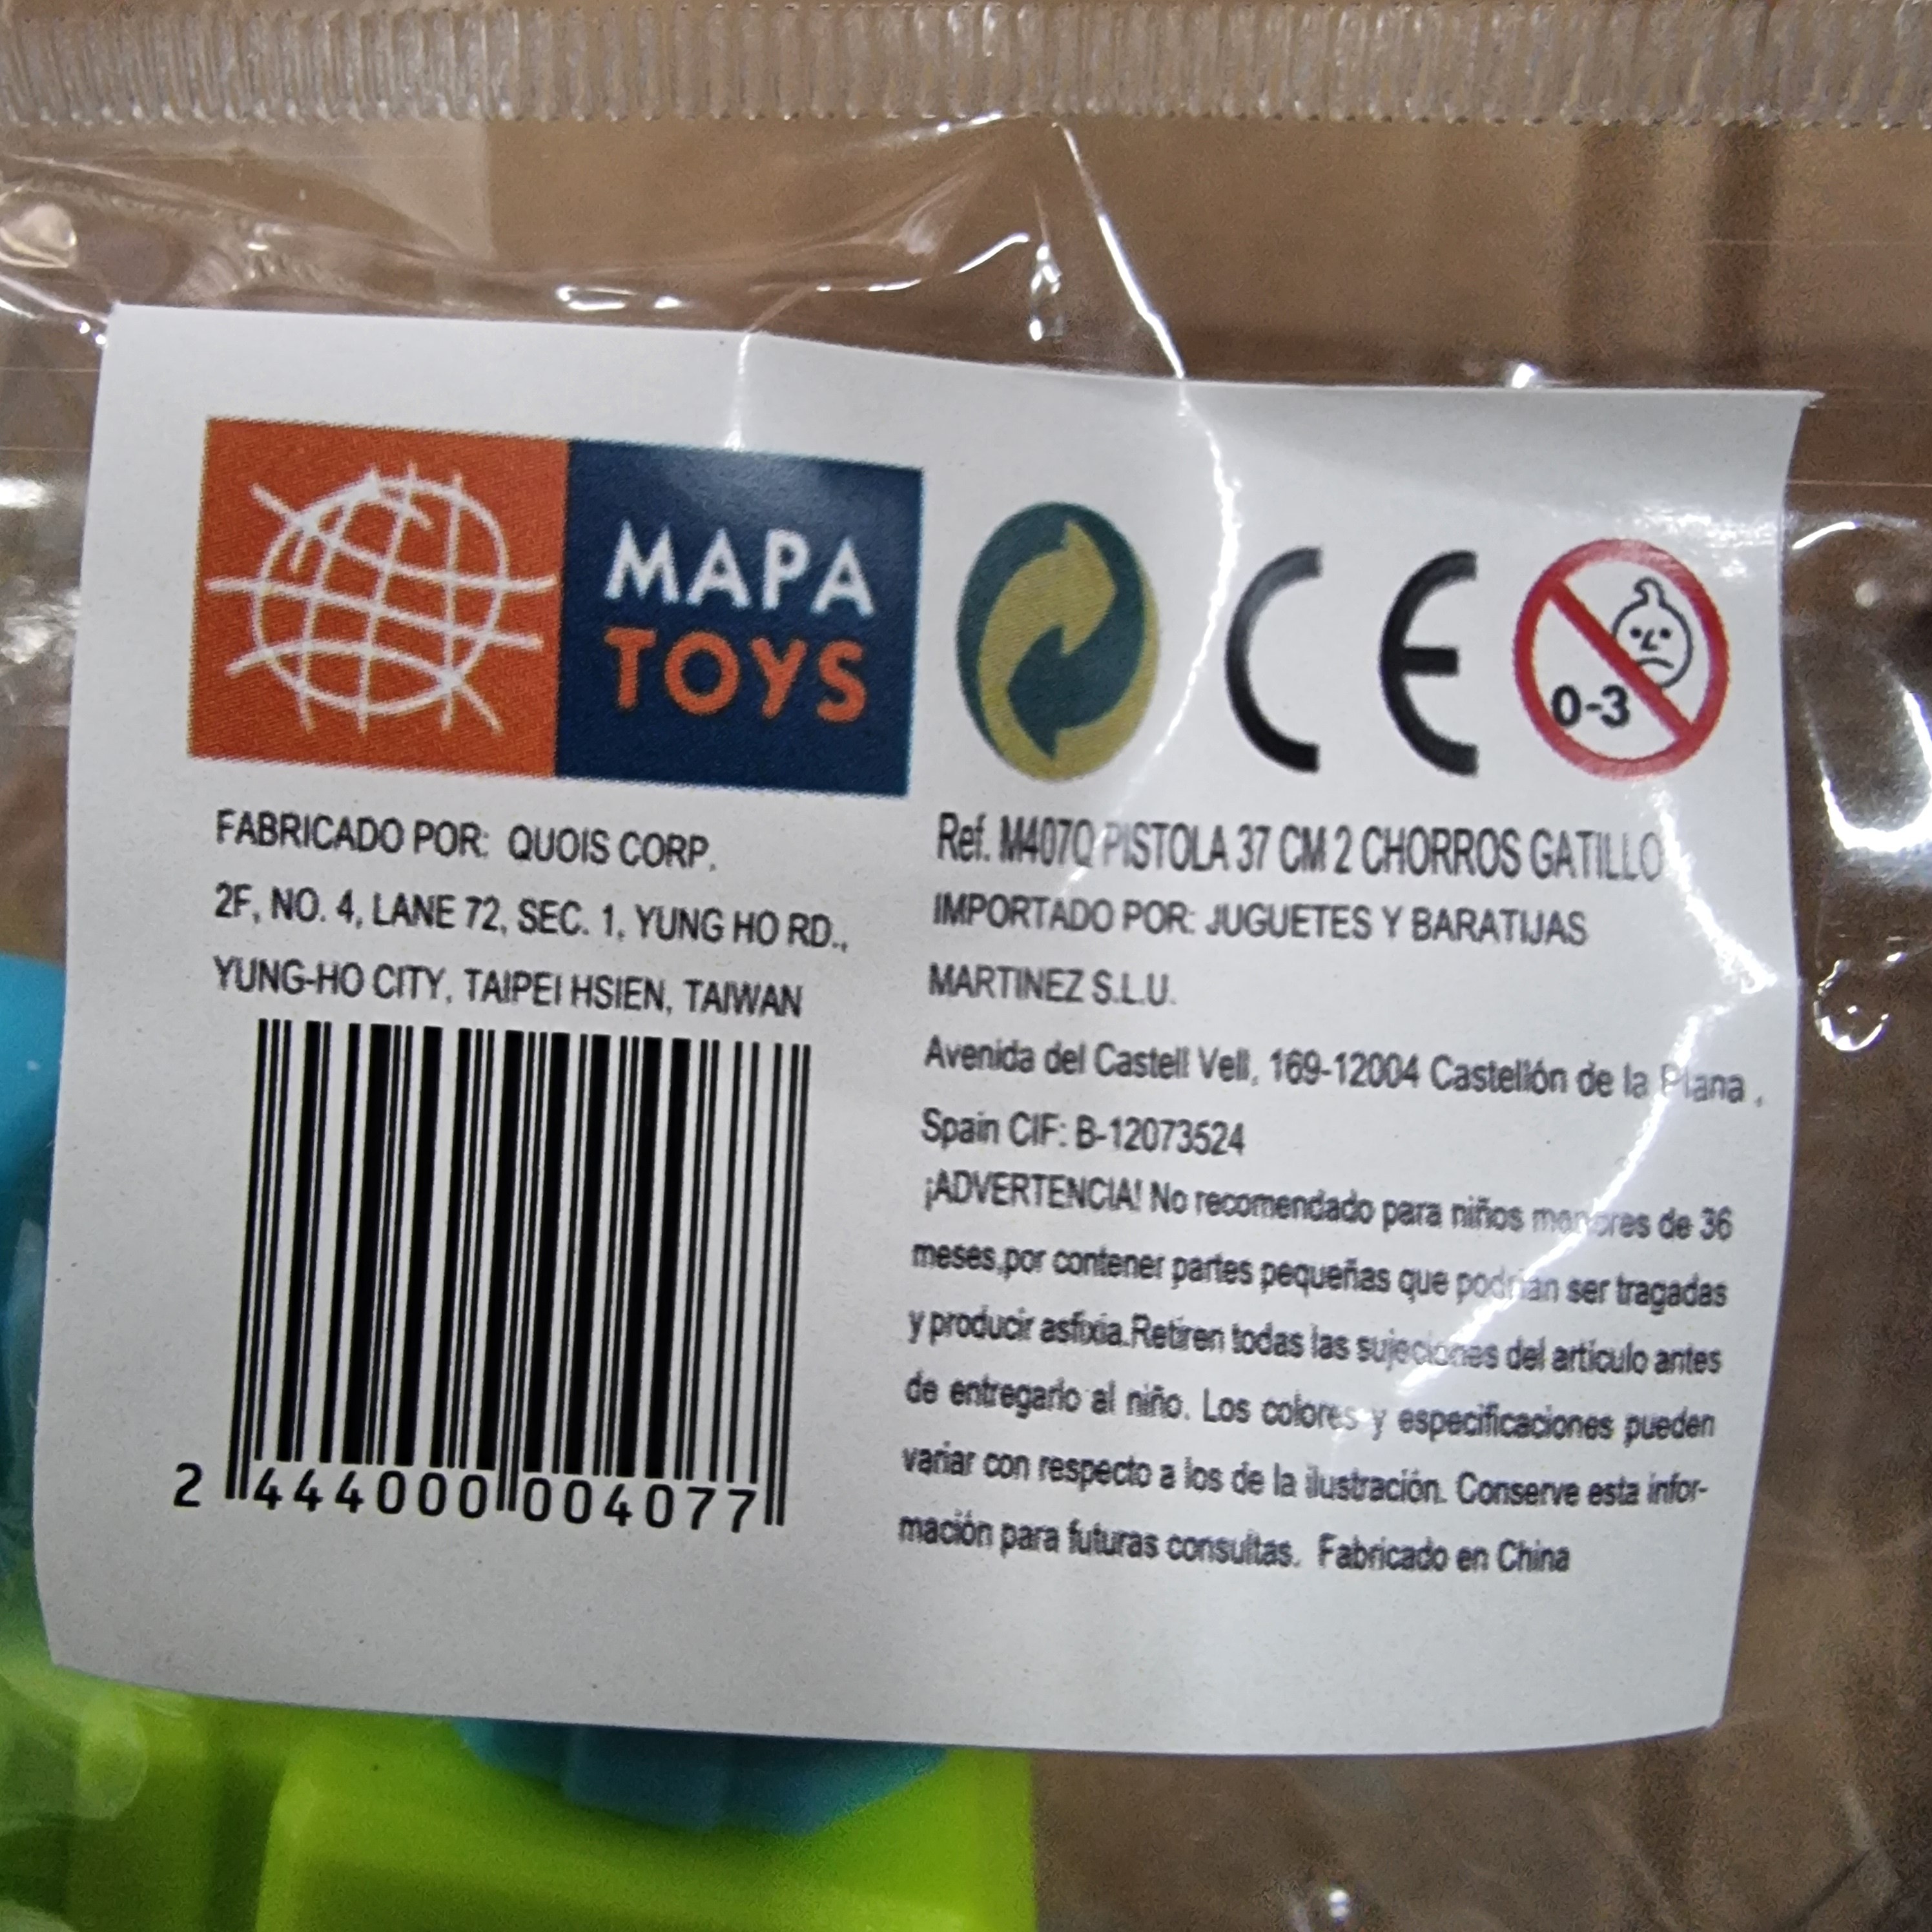 MAPA
TOYS
CE
0-3
FABRICADO POR: QUOIS CORP.
2F, NO. 4, LANE 72, SEC. 1, YUNG HO RD.,
YUNG-HO CITY, TAIPEI HSIEN, TAIWAN
2 444000 004077
Ref. M407Q PISTOLA 37 CM 2 CHORROS GATILLO
IMPORTADO POR: JUGUETES Y BARATIJAS
MARTINEZ S.L.U.
Avenida del Castell Vell, 169-12004 Castellón de la Plana ,
Spain CIF: B-12073524
¡ADVERTENCIA! No recomendado para niños menores de 36
meses,por contener partes pequeñas que podrian ser tragadas
y producir asfixia.Retiren todas las sujeciones del articulo antes
de entregarlo al niño. Los colores y especificaciones pueden
variar con respecto a los de la ilustración. Conserve esta infor-
mación para futuras consultas. Fabricado en China